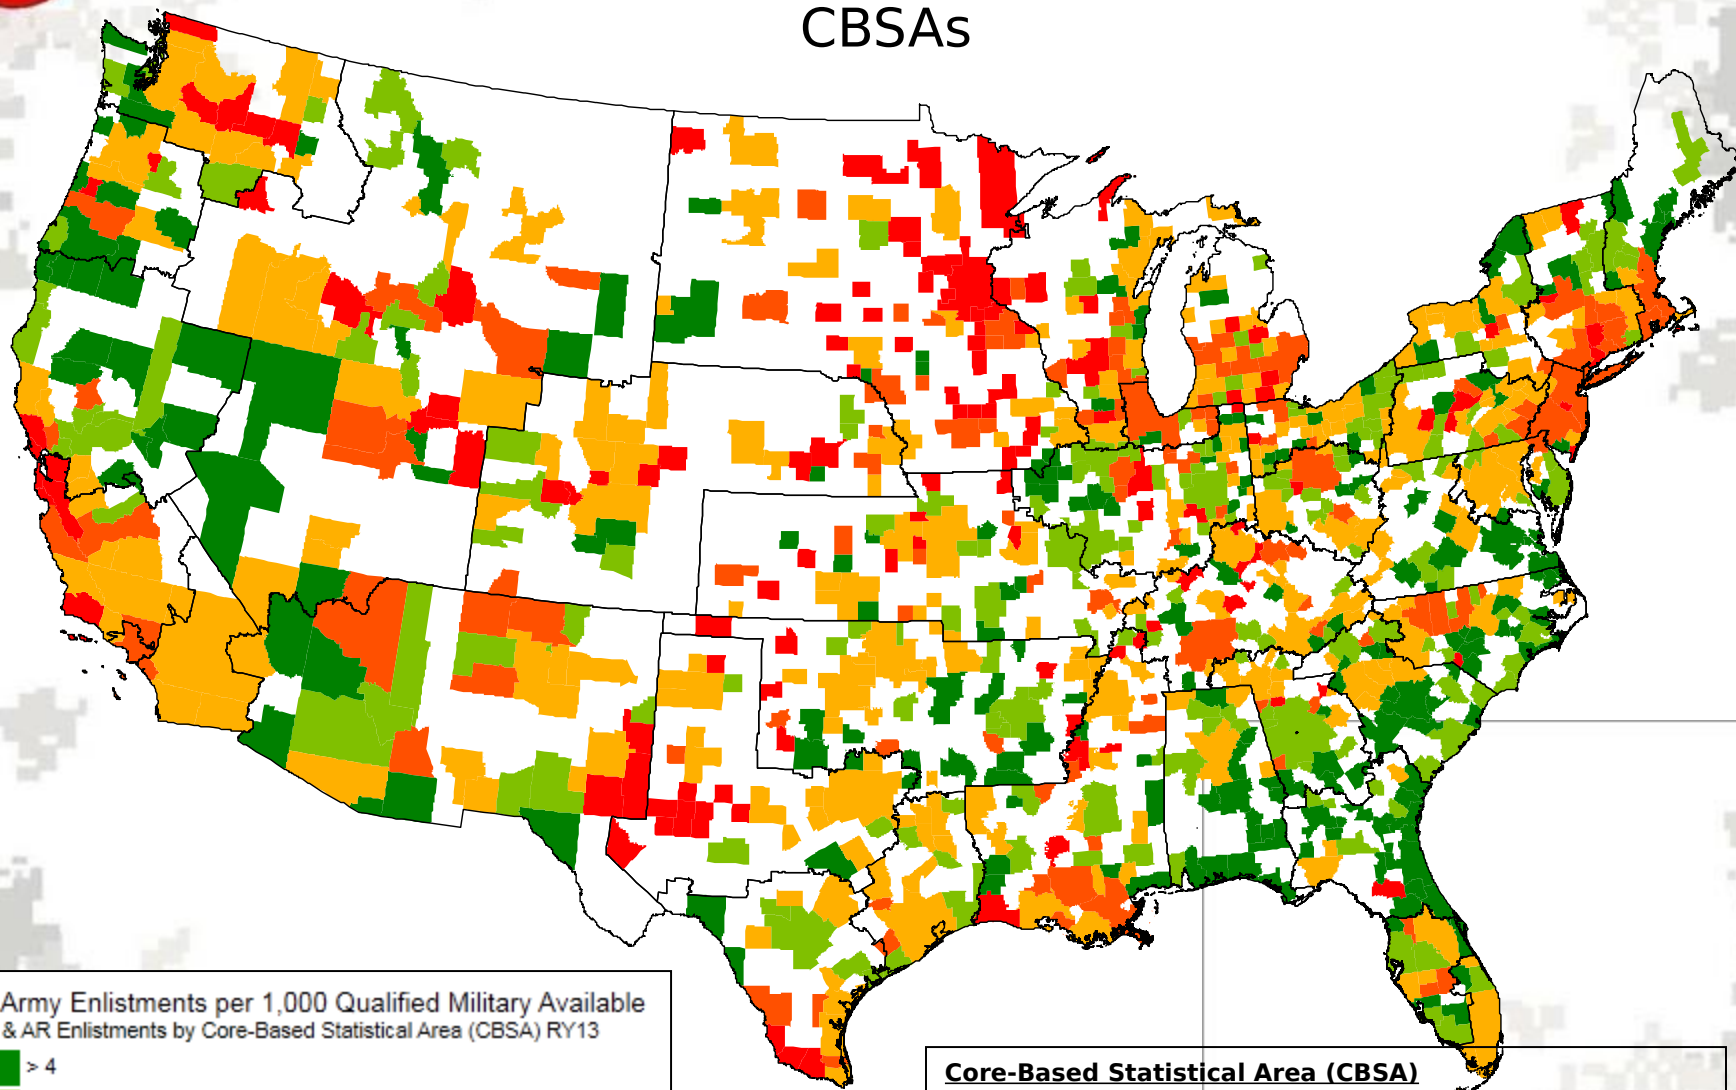 CBSAs
Army Enlistments per 1,000 Qualified Military Available
& AR Enlistments by Core-Based Statistical Area (CBSA) RY13
> 4
Core-Based Statistical Area (CBSA)